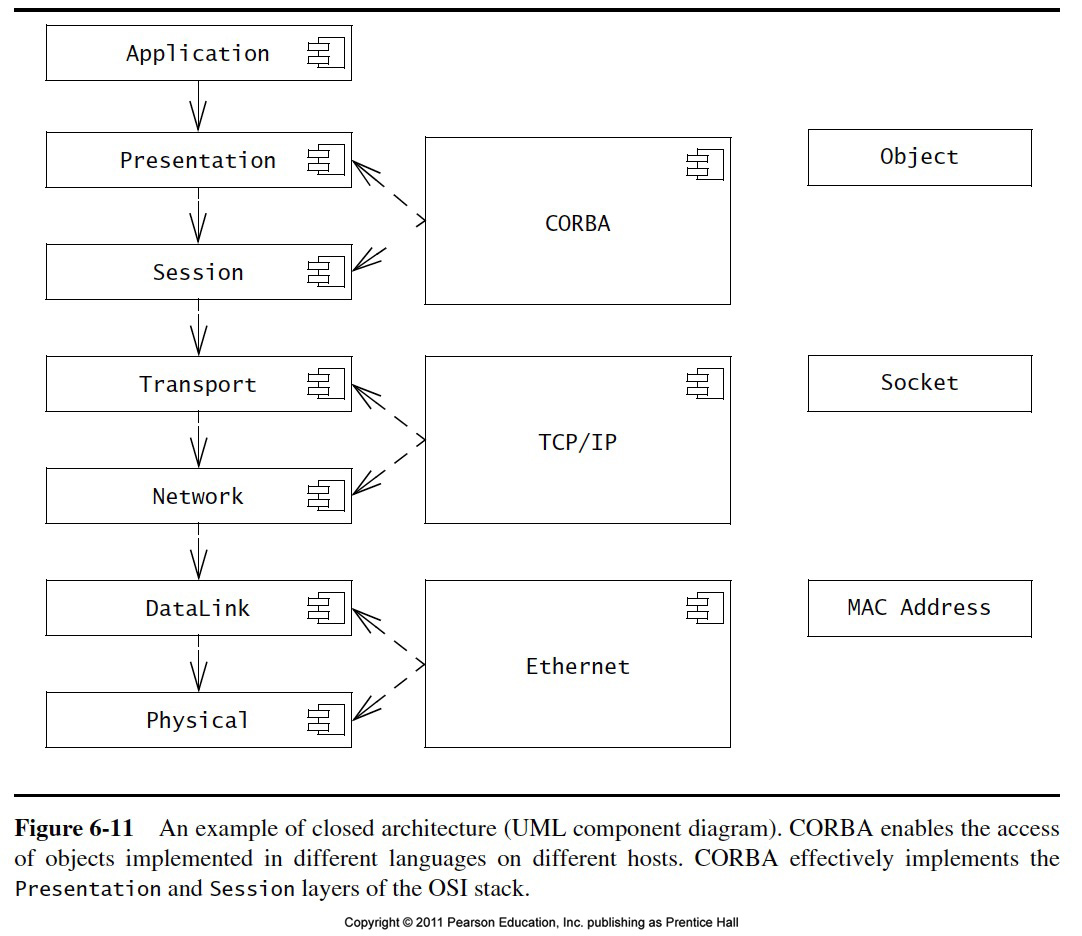 Application
Presentation
CORBA
Object
Session
Transport
TCP/IP
Socket
Network
DataLink
Ethernet
MAC Address
Physical
Figure 6-11 An example of closed architecture (UML component diagram). CORBA enables the access
of objects implemented in different languages on different hosts. CORBA effectively implements the
Presentation and Session layers of the OSI stack.
Copyright © 2011 Pearson Education, Inc. publishing as Prentice Hall